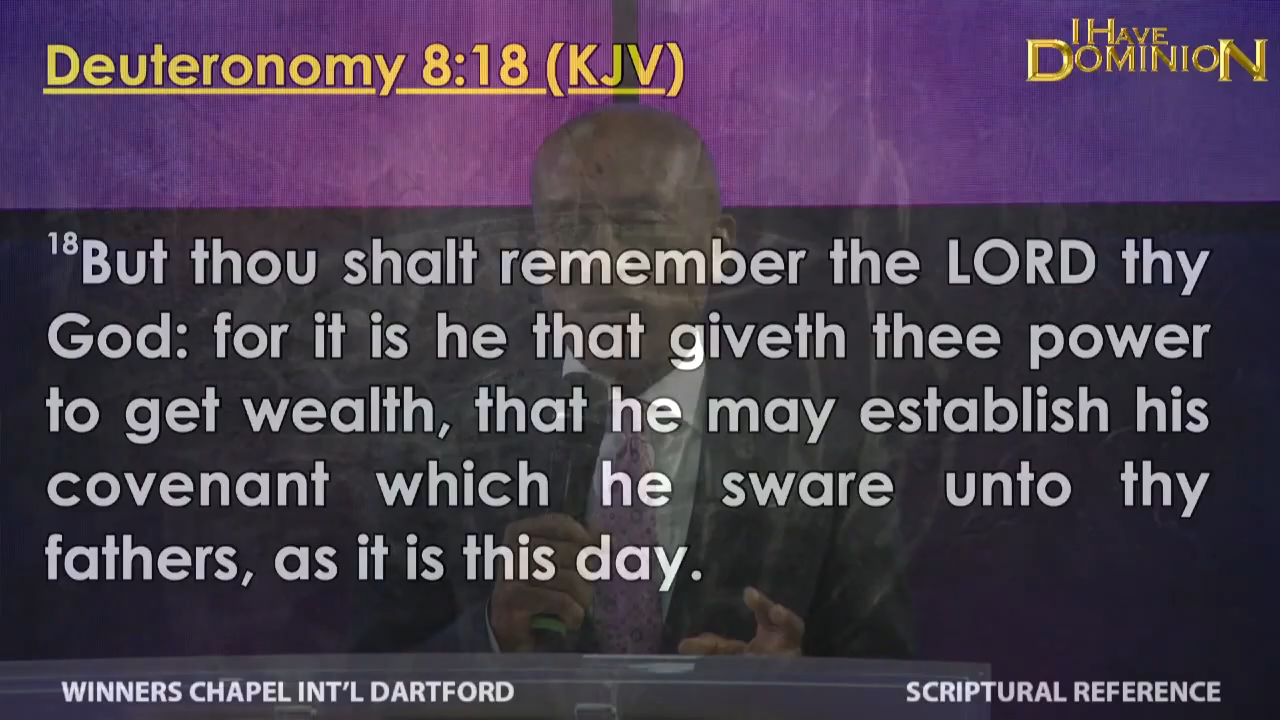 Deuteronomy 8:18 (KJV)
I HAVE
DOMINION
18But thou shalt remember the LORD thy
God: for it is he that giveth thee power
to get wealth, that he may establish his
covenant which he sware unto thy
fathers, as it is this day.
WINNERS CHAPEL INT'L DARTFORD
SCRIPTURAL REFERENCE